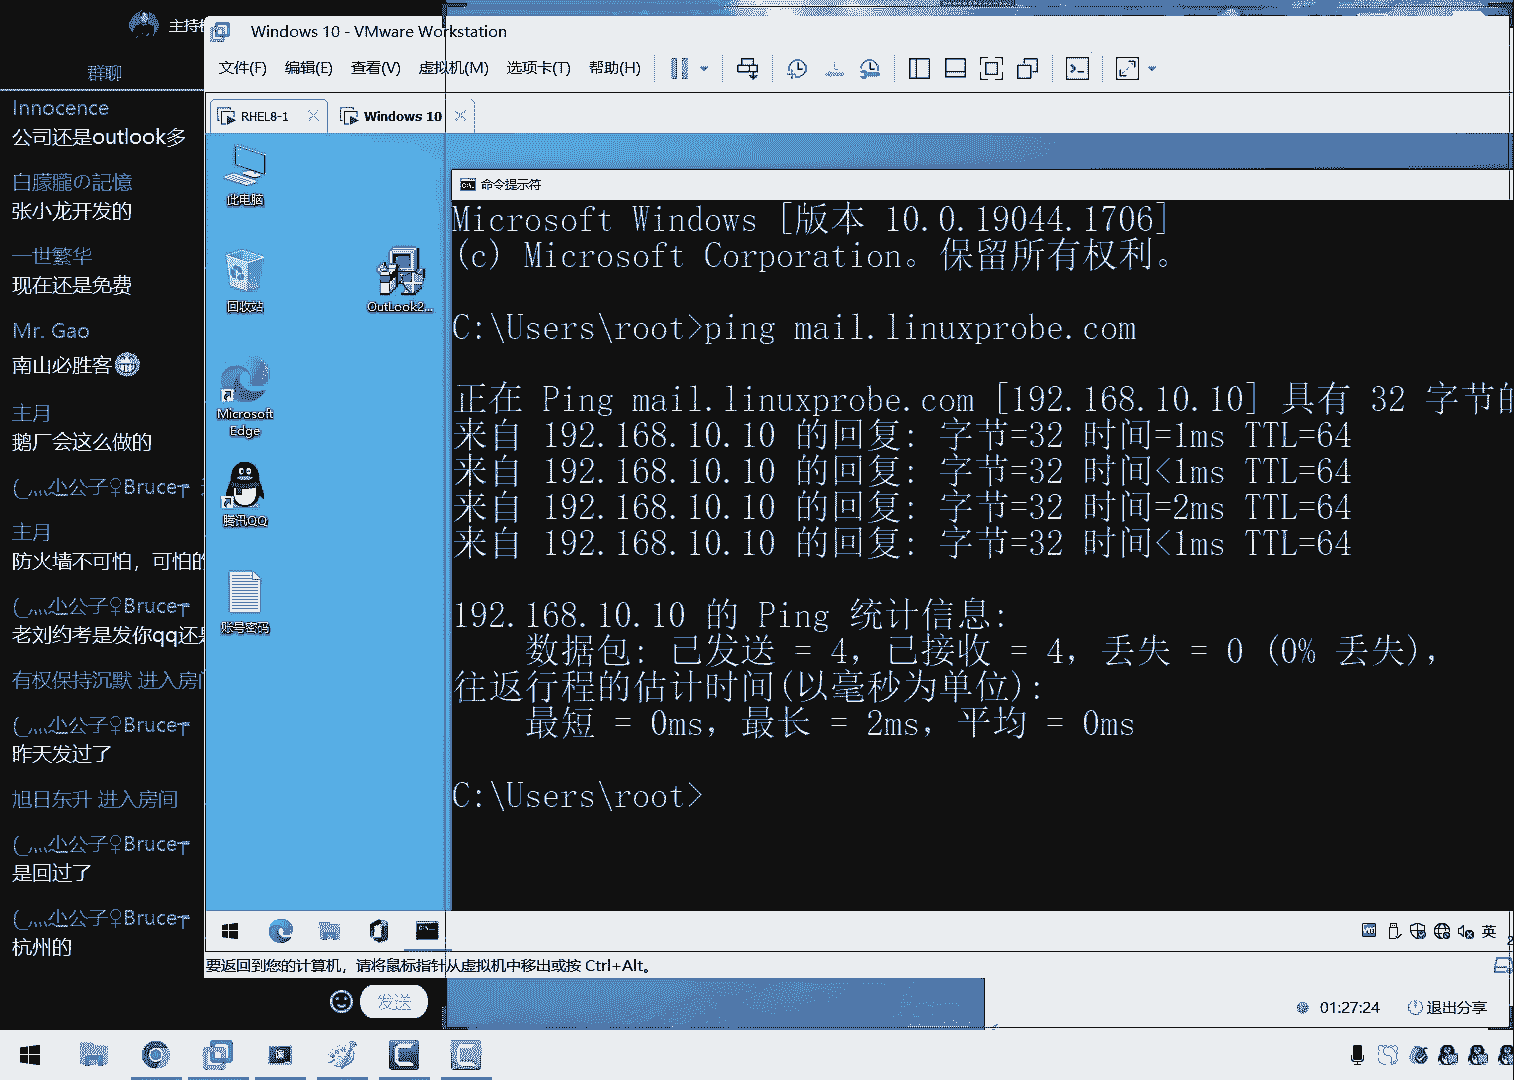 主持
群聊
Innocence
公司还是outlook多
白朦朧の記憶
张小龙开发的
一世繁华
现在还是免费
Mr. Gao
南山必胜客
主月
鹅厂会这么做的
公子♀Bruce
主月
防火墙不可怕，可怕的
公子♀Bruce
老刘约考是发你qq还是
有权保持沉默 进入房间
公子♀Bruce
昨天发过了
旭日东升 进入房间
公子♀Bruce
是回过了
公子♀Bruce
杭州的
发送
Windows 10 - VMware Workstation
文件(F) 编辑(E) 查看(V) 虚拟机(M) 选项卡(T) 帮助(H)
RHEL8-1 Windows 10
此电脑
回收站
OutLook2...
Microsoft
Edge
腾讯QQ
账号密码
命令提示符
Microsoft Windows [版本 10.0.19044.1706]
(c) Microsoft Corporation。保留所有权利。
C:\Users\root>ping mail.linuxprobe.com
正在 Ping mail.linuxprobe.com [192.168.10.10] 具有 32 字节的
来自 192.168.10.10 的回复: 字节=32 时间=1ms TTL=64
来自 192.168.10.10 的回复: 字节=32 时间<1ms TTL=64
来自 192.168.10.10 的回复: 字节=32 时间=2ms TTL=64
来自 192.168.10.10 的回复: 字节=32 时间<1ms TTL=64
192.168.10.10 的 Ping 统计信息:
数据包: 已发送 = 4，已接收 = 4，丢失 = 0 (0% 丢失)，
往返行程的估计时间(以毫秒为单位):
最短 = 0ms，最长 = 2ms，平均 = 0ms
C:\Users\root>
英
要返回到您的计算机，请将鼠标指针从虚拟机中移出或按 Ctrl+Alt。
01:27:24 退出分享